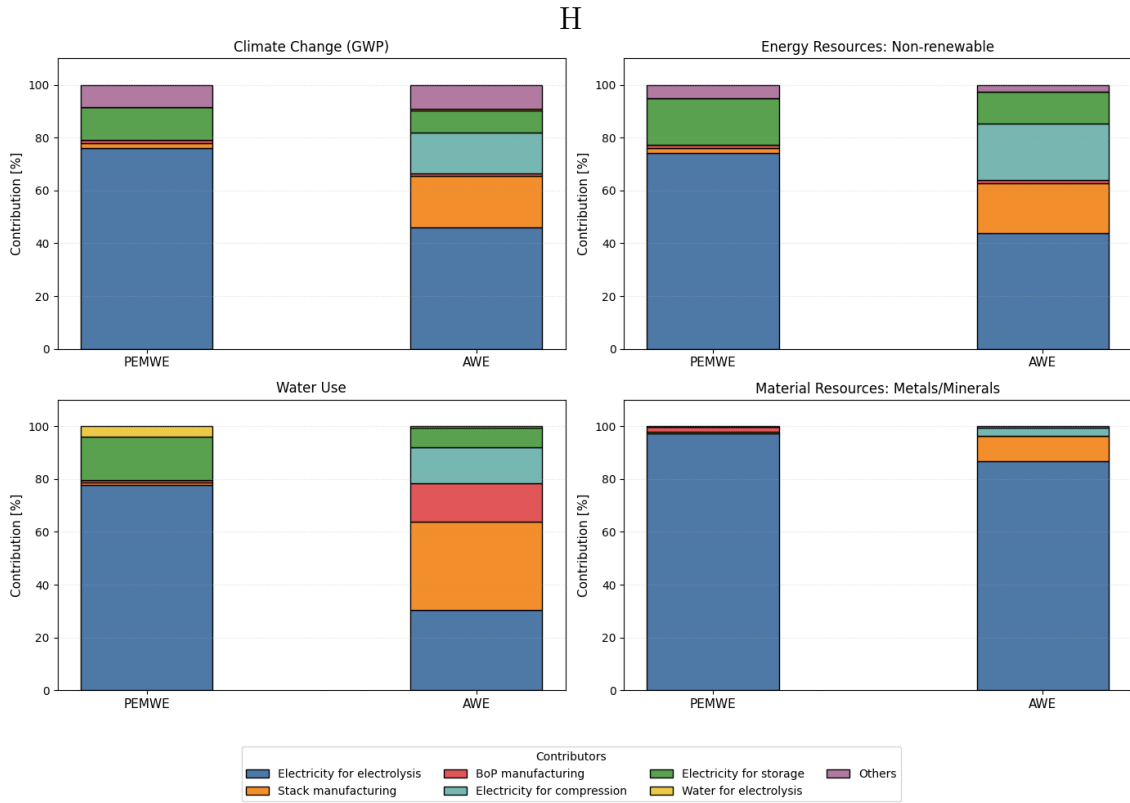 H
Climate Change (GWP)
Contribution [%]
100
80
60
40
20
0
PEMWE
AWE
Energy Resources: Non-renewable
Contribution [%]
100
80
60
40
20
0
PEMWE
AWE
Water Use
Contribution [%]
100
80
60
40
20
0
PEMWE
AWE
Material Resources: Metals/Minerals
Contribution [%]
100
80
60
40
20
0
PEMWE
AWE
Contributors
Electricity for electrolysis
Stack manufacturing
BoP manufacturing
Electricity for compression
Electricity for storage
Water for electrolysis
Others